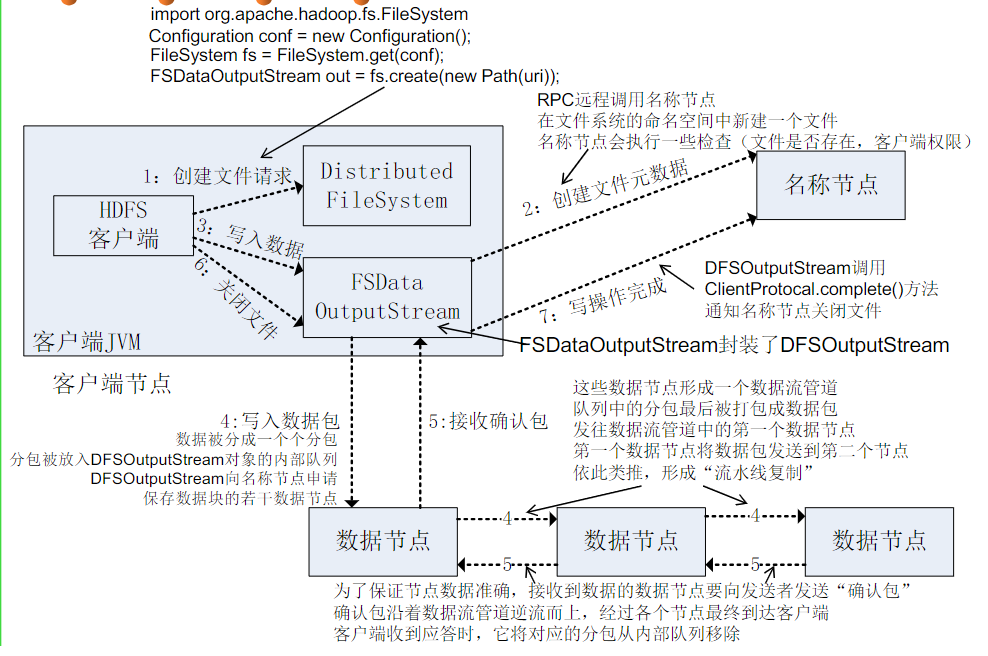 import org.apache.hadoop.fs.FileSystem
Configuration conf = new Configuration();
FileSystem fs = FileSystem.get(conf);
FSDataOutputStream out = fs.create(new Path(uri));
RPC远程调用名称节点
在文件系统的命名空间中新建一个文件
名称节点会执行一些检查（文件是否存在，客户端权限）
1：创建文件请求
Distributed
FileSystem
2：创建文件元数据
名称节点
HDFS
客户端
3：写入数据
6：关闭文件
FSData
OutputStream
7：写操作完成
DFSOutputStream调用
ClientProtocal.complete()方法
通知名称节点关闭文件
客户端JVM
FSDataOutputStream封装了DFSOutputStream
客户端节点
4:写入数据包
数据被分成一个个分包
分包被放入DFSOutputStream对象的内部队列
DFSOutputStream向名称节点申请
保存数据块的若干数据节点
5:接收确认包
这些数据节点形成一个数据流管道
队列中的分包最后被打包成数据包
发往数据流管道中的第一个数据节点
第一个数据节点将数据包发送到第二个节点
依此类推，形成“流水线复制”
数据节点
4
5
数据节点
4
5
数据节点
为了保证节点数据准确，接收到数据的数据节点要向发送者发送“确认包”
确认包沿着数据流管道逆流而上，经过各个节点最终到达客户端
客户端收到应答时，它将对应的分包从内部队列移除